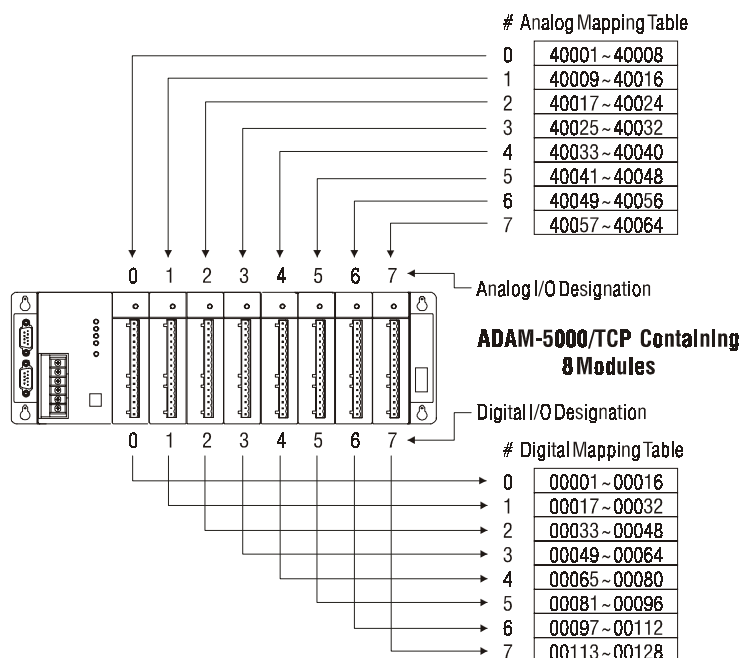 # Analog Mapping Table
0 40001~40008
1 40009~40016
2 40017~40024
3 40025~40032
4 40033~40040
5 40041~40048
6 40049~40056
7 40057~40064
0 1 2 3 4 5 6 7
Analog I/O Designation
ADAM-5000/TCP Containing
8 Modules
Digital I/O Designation
0 1 2 3 4 5 6 7
# Digital Mapping Table
0 00001~00016
1 00017~00032
2 00033~00048
3 00049~00064
4 00065~00080
5 00081~00096
6 00097~00112
7 00113~00128